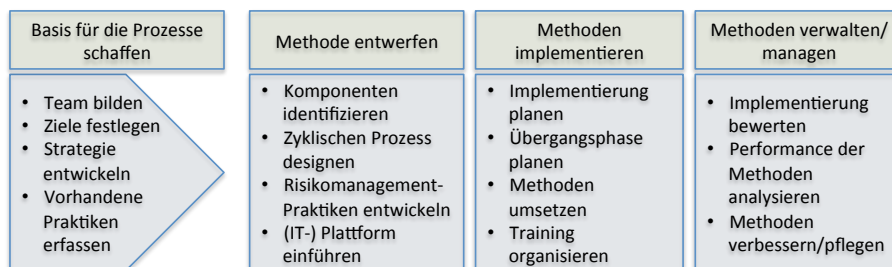 Basis für die Prozesse
schaffen
• Team bilden
• Ziele festlegen
• Strategie
entwickeln
• Vorhandene
Praktiken
erfassen
Methode entwerfen
• Komponenten
identifizieren
• Zyklischen Prozess
designen
• Risikomanagement-
Praktiken entwickeln
• (IT-) Plattform
einführen
Methoden
implementieren
• Implementierung
planen
• Übergangsphase
planen
• Methoden
umsetzen
• Training
organisieren
Methoden verwalten/
managen
• Implementierung
bewerten
• Performance der
Methoden
analysieren
• Methoden
verbessern/pflegen